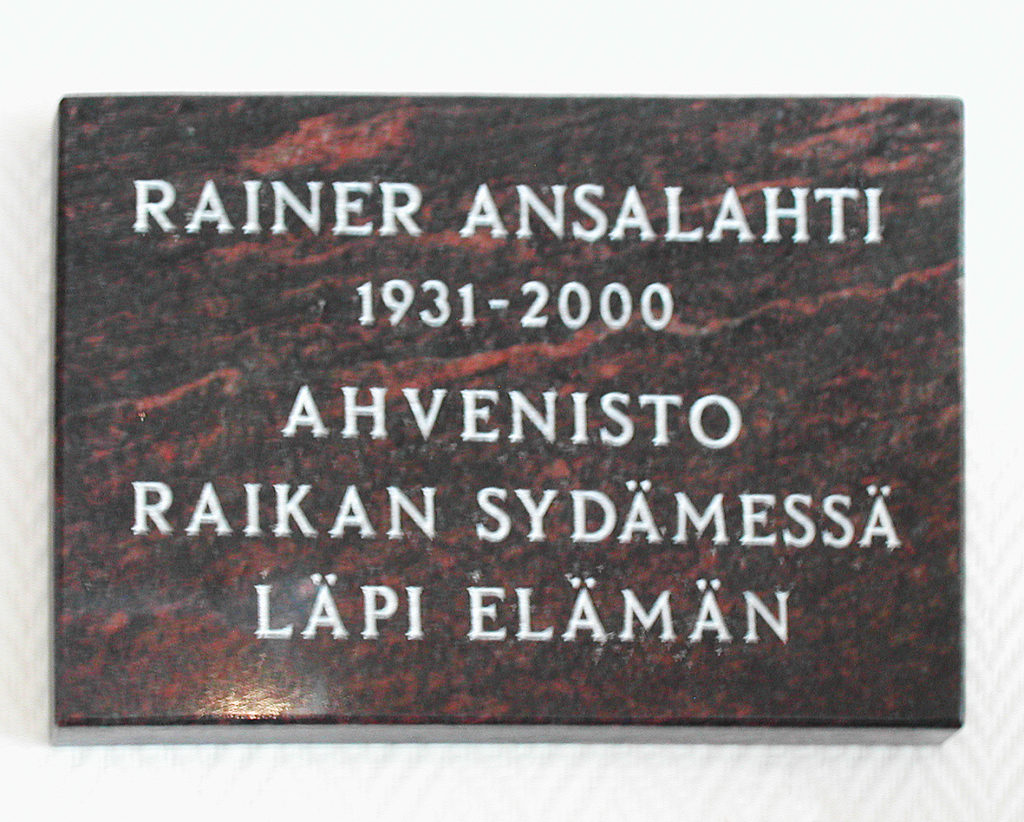 RAINER ANSALAHTI
1931-2000
AHVENISTO
RAIKAN SYDÄMESSÄ
LÄPI ELÄMÄN